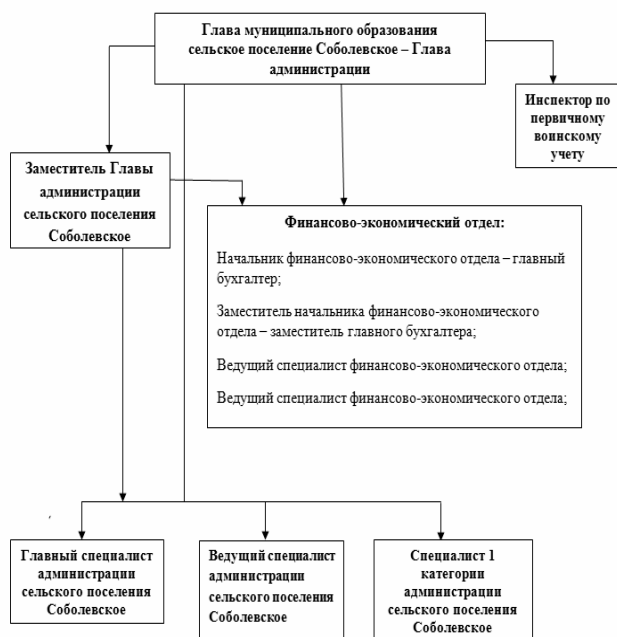 Глава муниципального образования
сельское поселение Соболевское – Глава
администрации
Инспектор по
первичному
воинскому
учету
Заместитель Главы
администрации
сельского поселения
Соболевское
Финансово-экономический отдел:
Начальник финансово-экономического отдела – главный
бухгалтер;
Заместитель начальника финансово-экономического
отдела – заместитель главного бухгалтера;
Ведущий специалист финансово-экономического отдела;
Ведущий специалист финансово-экономического отдела;
Главный специалист
администрации
сельского поселения
Соболевское
Ведущий специалист
администрации
сельского поселения
Соболевское
Специалист 1
категории
администрации
сельского поселения
Соболевское